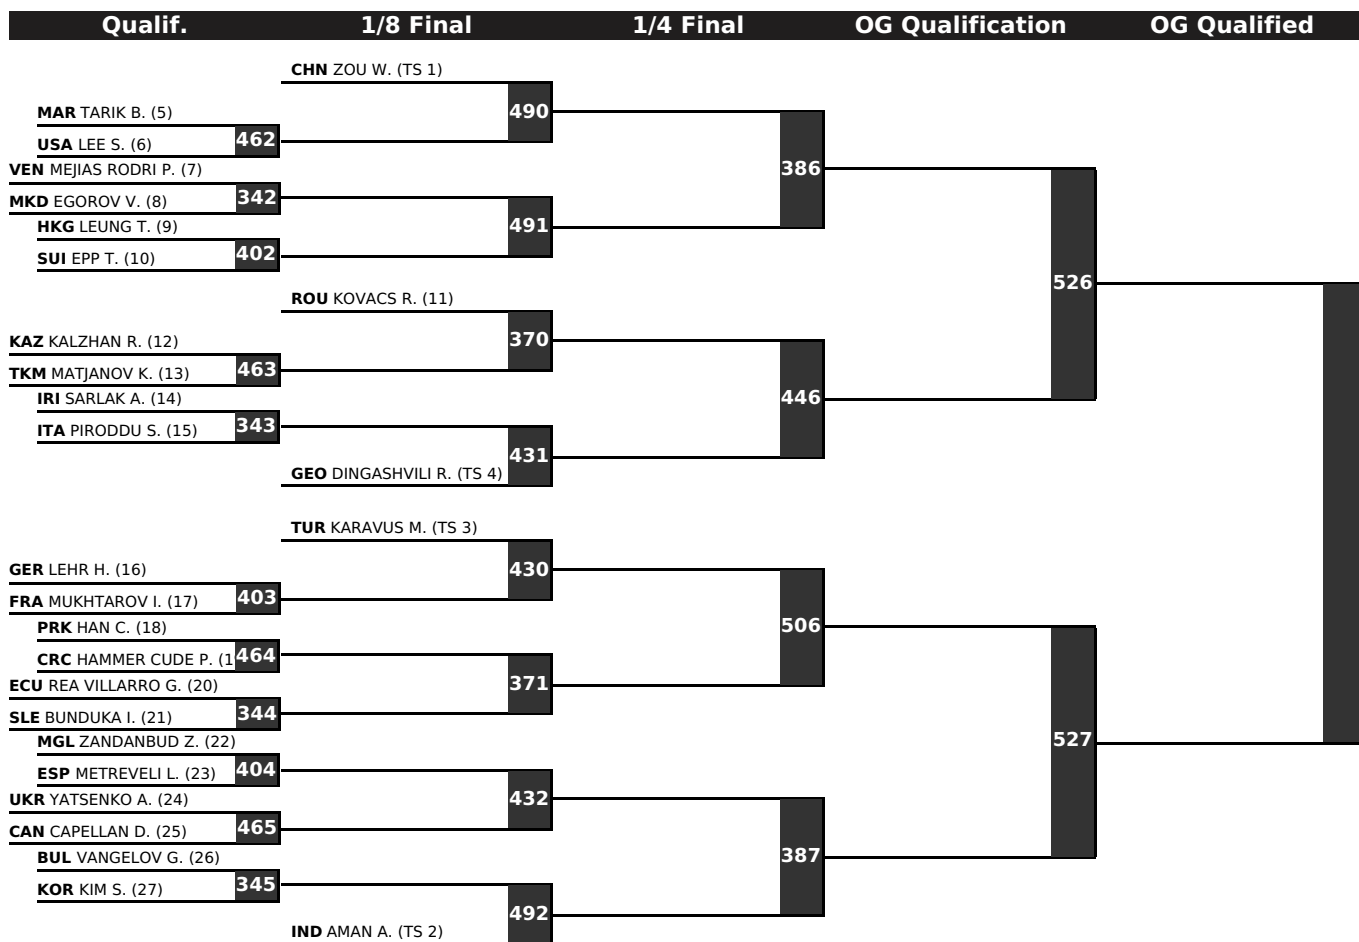 Qualif. 1/8 Final 1/4 Final OG Qualification OG Qualified
CHN ZOU W. (TS 1)
490
MAR TARIK B. (5)
462
USA LEE S. (6)
386
VEN MEJIAS RODRI P. (7)
342
MKD EGOROV V. (8)
491
HKG LEUNG T. (9)
402
SUI EPP T. (10)
526
ROU KOVACS R. (11)
370
KAZ KALZHAN R. (12)
463
TKM MATJANOV K. (13)
446
IRI SARLAK A. (14)
343
ITA PIRODDU S. (15)
431
GEO DINGASHVILI R. (TS 4)
TUR KARAVUS M. (TS 3)
430
GER LEHR H. (16)
403
FRA MUKHTAROV I. (17)
506
PRK HAN C. (18)
464
CRC HAMMER CUDE P. (1
371
ECU REA VILLARRO G. (20)
344
SLE BUNDUKA I. (21)
527
MGL ZANDANBUD Z. (22)
404
ESP METREVELI L. (23)
432
UKR YATSENKO A. (24)
465
CAN CAPELLAN D. (25)
387
BUL VANGELOV G. (26)
345
KOR KIM S. (27)
492
IND AMAN A. (TS 2)